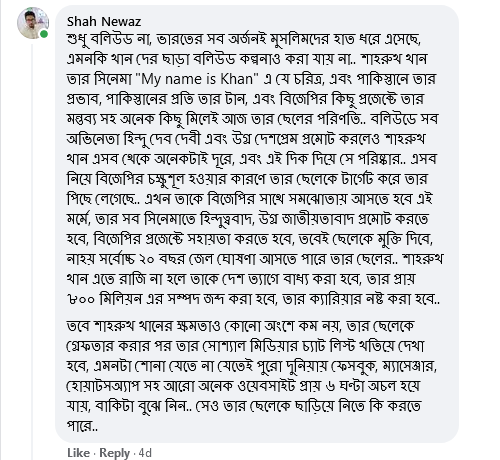 Shah Newaz
শুধু বলিউড না, ভারতের সব অর্জনই মুসলিমদের হাত ধরে এসেছে,
এমনকি খান দের ছাড়া বলিউড কল্পনাও করা যায় না.. শাহরুখ খান
তার সিনেমা "My name is Khan" এ যে চরিত্র, এবং পাকিস্তানে তার
প্রভাব, পাকিস্তানের প্রতি তার টান, এবং বিজেপির কিছু প্রজেক্টে তার
মন্তব্য সহ অনেক কিছু মিলেই আজ তার ছেলের পরিণতি.. বলিউডে সব
অভিনেতা হিন্দু দেব দেবী এবং উগ্র দেশপ্রেম প্রমোট করলেও শাহরুখ
খান এসব থেকে অনেকটাই দূরে, এবং এই দিক দিয়ে সে পরিষ্কার.. এসব
নিয়ে বিজেপির চক্ষুশূল হওয়ার কারণে তার ছেলেকে টার্গেট করে তার
পিছে লেগেছে.. এখন তাকে বিজেপির সাথে সমঝোতায় আসতে হবে এই
মর্মে, তার সব সিনেমাতে হিন্দুত্ববাদ, উগ্র জাতীয়তাবাদ প্রমোট করতে
হবে, বিজেপির প্রজেক্টে সহায়তা করতে হবে, তবেই ছেলেকে মুক্তি দিবে,
নাহয় সর্বোচ্চ ২০ বছর জেল ঘোষণা আসতে পারে তার ছেলের.. শাহরুখ
খান এতে রাজি না হলে তাকে দেশ ত্যাগে বাধ্য করা হবে, তার প্রায়
৮০০ মিলিয়ন এর সম্পদ জব্দ করা হবে, তার ক্যারিয়ার নষ্ট করা হবে..
তবে শাহরুখ খানের ক্ষমতাও কোনো অংশে কম নয়, তার ছেলেকে
গ্রেফতার করার পর তার সোশ্যাল মিডিয়ার চ্যাট লিস্ট খতিয়ে দেখা
হবে, এমনটা শোনা যেতে না যেতেই পুরো দুনিয়ায় ফেসবুক, ম্যাসেঞ্জার,
হোয়াটসঅ্যাপ সহ আরো অনেক ওয়েবসাইট প্রায় ৬ ঘণ্টা অচল হয়ে
যায়, বাকিটা বুঝে নিন.. সেও তার ছেলেকে ছাড়িয়ে নিতে কি করতে
পারে..
Like · Reply · 4d